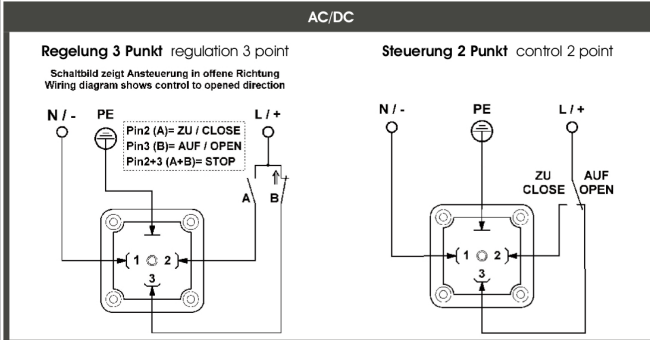 AC/DC
Regelung 3 Punkt regulation 3 point
Schaltbild zeigt Ansteuerung in offene Richtung
Wiring diagram shows control to opened direction
N / -
PE
L / +
Pin2 (A)= ZU / CLOSE
Pin3 (B)= AUF / OPEN
Pin2+3 (A+B)= STOP
A
B
1
2
3
Steuerung 2 Punkt control 2 point
N / -
PE
L / +
ZU
CLOSE
AUF
OPEN
1
2
3